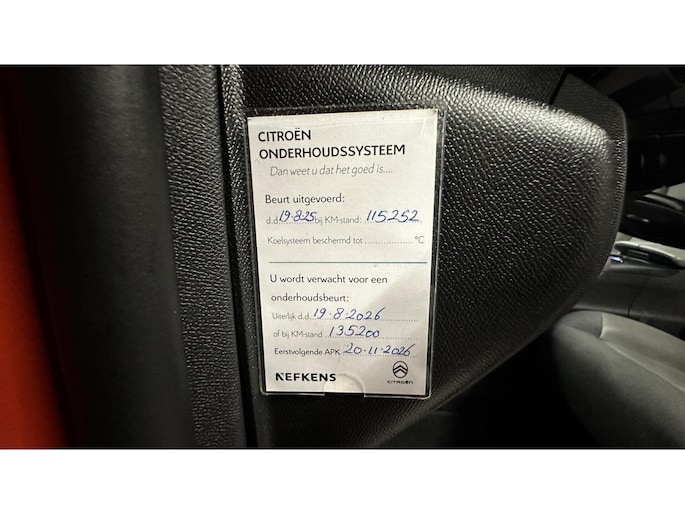 CITROËN
ONDERHOUDSSYSTEEM
Dan weet u dat het goed is....
Beurt uitgevoerd:
d.d. 19-8-25 bij KM-stand: 115252
Koelsysteem beschermd tot ................... °C
U wordt verwacht voor een
onderhoudsbeurt:
Uiterlijk d.d. 19-8-2026
of bij KM-stand 135200
Eerstvolgende APK 20-11-2026
NEFKENS
CITROËN